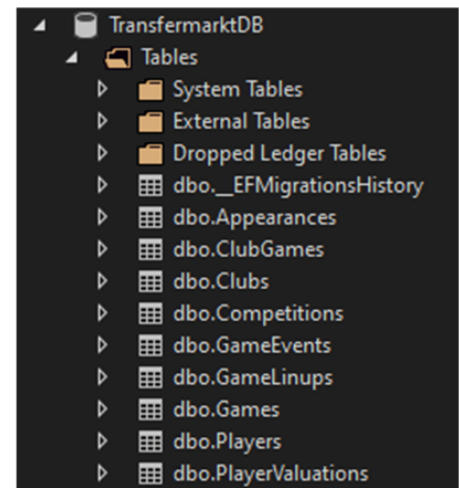 TransfermarktDB
Tables
System Tables
External Tables
Dropped Ledger Tables
dbo.__EFMigrationsHistory
dbo.Appearances
dbo.ClubGames
dbo.Clubs
dbo.Competitions
dbo.GameEvents
dbo.GameLinups
dbo.Games
dbo.Players
dbo.PlayerValuations